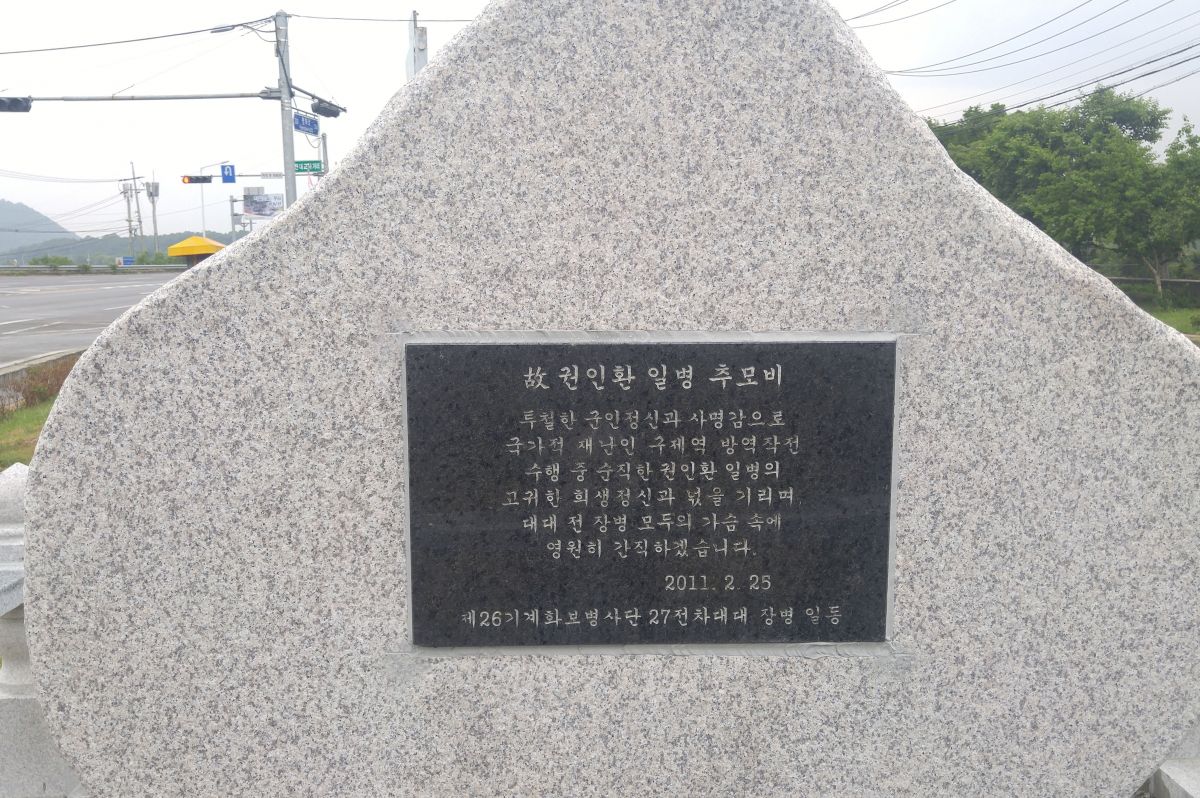 故 권인환 일병 추모비
투철한 군인정신과 사명감으로
국가적 재난인 구제역 방역작전
수행 중 순직한 권인환 일병의
고귀한 희생정신과 넋을 기리며,
대대 전 장병 모두의 가슴 속에
영원히 간직하겠습니다.
2011. 2. 25
제26기계화보병사단 27전차대대 장병 일동